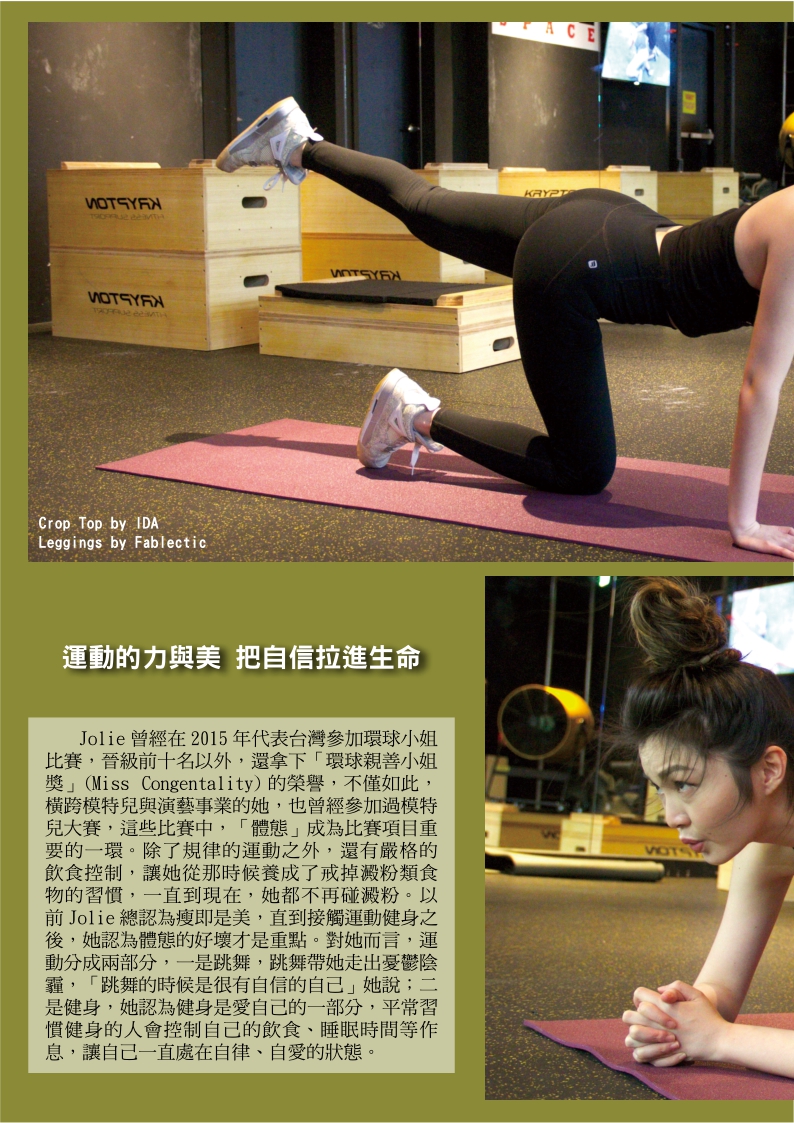 SPACE
KRYPTON
FITNESS SUPPORT
KRYPTON
KRYPTON
KRYPTON
FITNESS SUPPORT
Crop Top by IDA
Leggings by Fablectic
運動的力與美 把自信拉進生命
Jolie 曾經在 2015 年代表台灣參加環球小姐
比賽，晉級前十名以外，還拿下「環球親善小姐
獎」(Miss Congentality) 的榮譽，不僅如此，
橫跨模特兒與演藝事業的她，也曾經參加過模特
兒大賽，這些比賽中，「體態」成為比賽項目重
要的一環。除了規律的運動之外，還有嚴格的
飲食控制，讓她從那時候養成了戒掉澱粉類食
物的習慣，一直到現在，她都不再碰澱粉。以
前 Jolie 總認為瘦即是美，直到接觸運動健身之
後，她認為體態的好壞才是重點。對她而言，運
動分成兩部分，一是跳舞，跳舞帶她走出憂鬱陰
霾，「跳舞的時候是很有自信的自己」她說；二
是健身，她認為健身是愛自己的一部分，平常習
慣健身的人會控制自己的飲食、睡眠時間等作
息，讓自己一直處在自律、自愛的狀態。